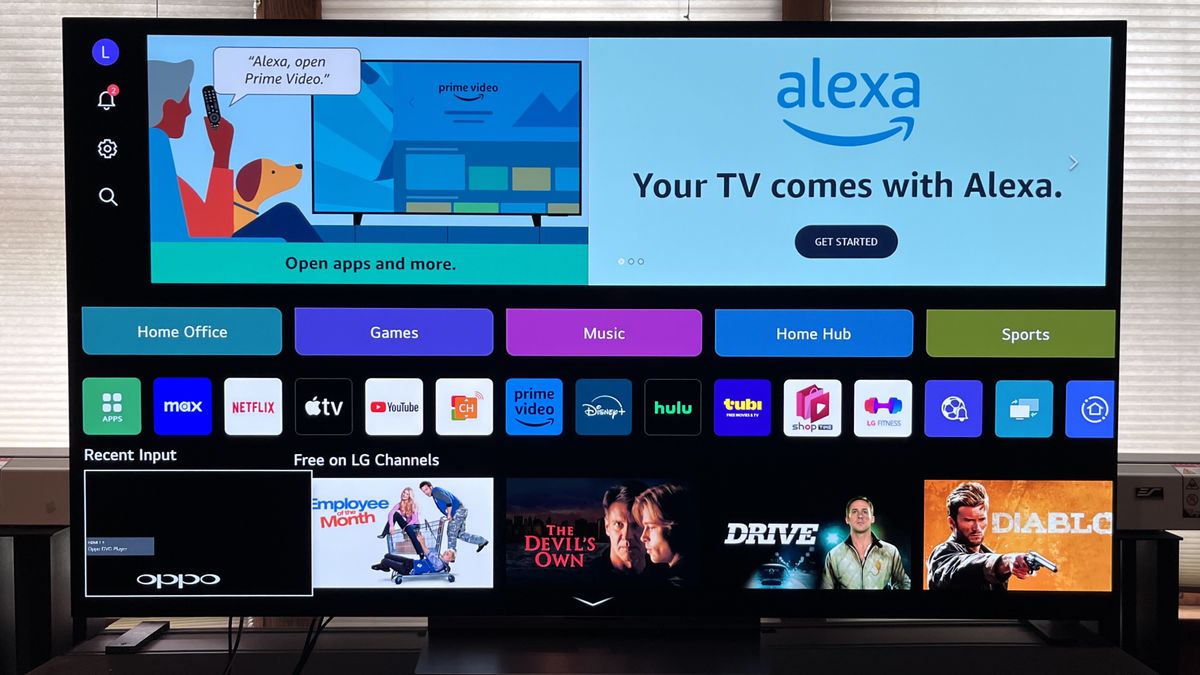 L
2
“Alexa, open
Prime Video.”
prime video
Open apps and more.
alexa
Your TV comes with Alexa.
GET STARTED
Home Office
Games
Music
Home Hub
Sports
APPS
max
NETFLIX
tv
YouTube
CH
prime
video
Disney+
hulu
tubi
FREE MOVIES & TV
shop TIME
LG FITNESS
Recent Input
Free on LG Channels
HDMI 1
Oppo DVD Player
oppo
Employee
of the
Month
THE
DEVIL'S
OWN
DRIVE
DIABLO